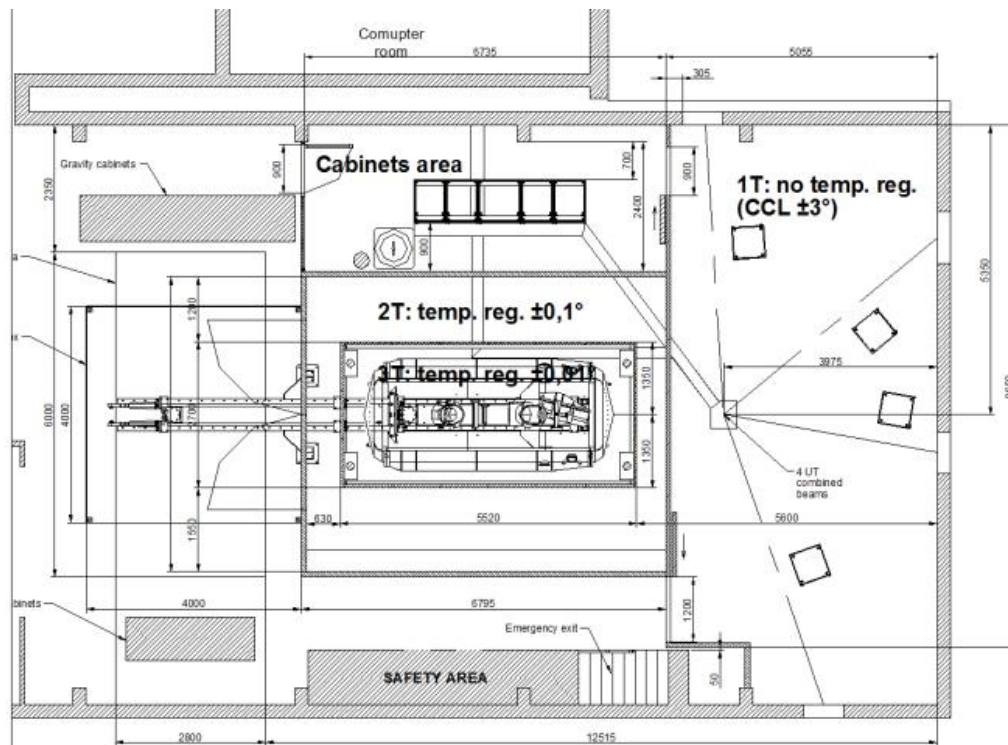 Comupter
room
6735
5055
305
Gravity cabinets
Cabinets area
2350
900
700
2400
900
900
1T: no temp. reg.
(CCL ±3°)
5350
1200
2T: temp. reg. ±0,1°
3T: temp. reg. ±0,01°
3975
1350
6000
4000
2700
1350
4 UT
combined
beams
1550
630
5520
5600
4000
6795
1200
binets
Emergency exit
SAFETY AREA
50
2800
12515